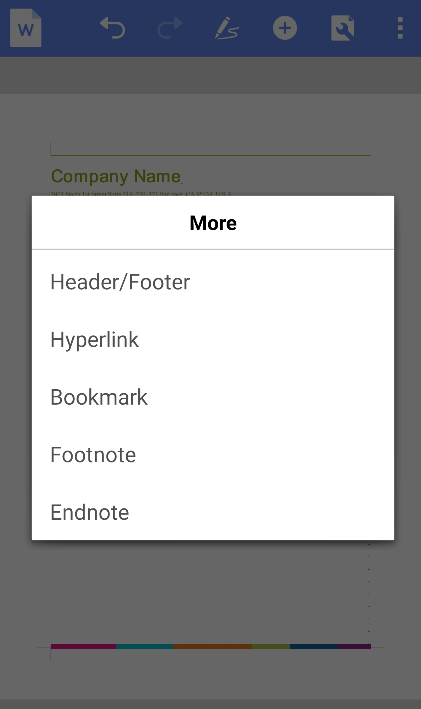 W
Company Name
More
Header/Footer
Hyperlink
Bookmark
Footnote
Endnote